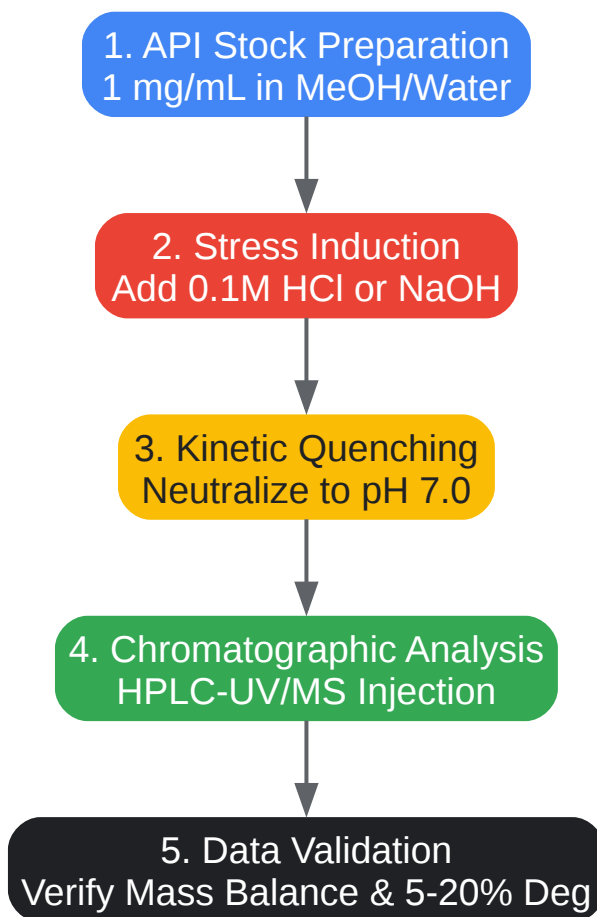 1. API Stock Preparation
1 mg/mL in MeOH/Water
2. Stress Induction
Add 0.1M HCl or NaOH
3. Kinetic Quenching
Neutralize to pH 7.0
4. Chromatographic Analysis
HPLC-UV/MS Injection
5. Data Validation
Verify Mass Balance & 5-20% Deg